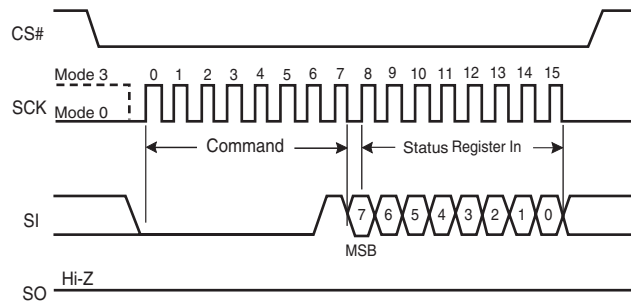 CS#
Mode 3
0 1 2 3 4 5 6 7 8 9 10 11 12 13 14 15
SCK
Mode 0
Command
Status Register In
SI
7 6 5 4 3 2 1 0
MSB
Hi-Z
SO